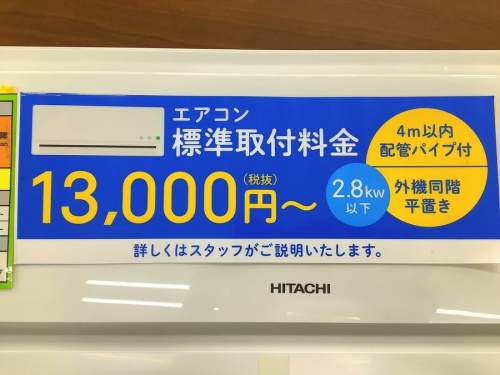 エアコン
標準取付料金
4m以内
配管パイプ付
13,000円～
(税抜)
2.8kw
以下
外機同階
平置き
詳しくはスタッフがご説明いたします。
HITACHI